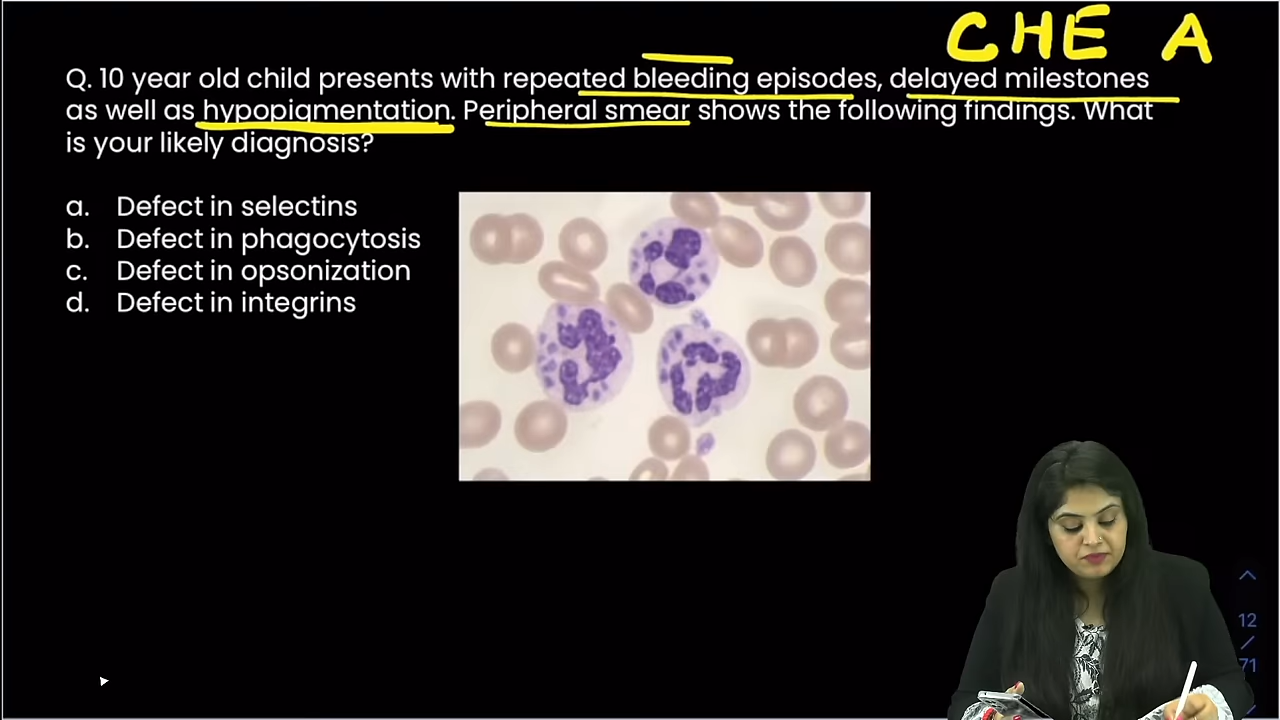 CHE A
Q. 10 year old child presents with repeated bleeding episodes, delayed milestones
as well as hypopigmentation. Peripheral smear shows the following findings. What
is your likely diagnosis?
a. Defect in selectins
b. Defect in phagocytosis
c. Defect in opsonization
d. Defect in integrins
12
/
71